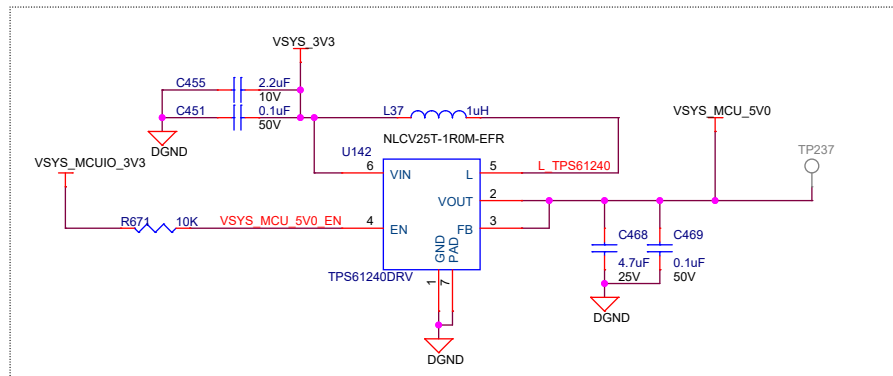 VSYS_3V3
C455
2.2uF
10V
C451
0.1uF
50V
DGND
L37
1uH
NLCV25T-1R0M-EFR
VSYS_MCU_5V0
TP237
VSYS_MCUIO_3V3
U142
6
VIN
L
5
L_TPS61240
VOUT
2
R671
10K
VSYS_MCU_5V0_EN
4
EN
FB
3
GND
PAD
TPS61240DRV
1
7
DGND
C468
4.7uF
25V
C469
0.1uF
50V
DGND